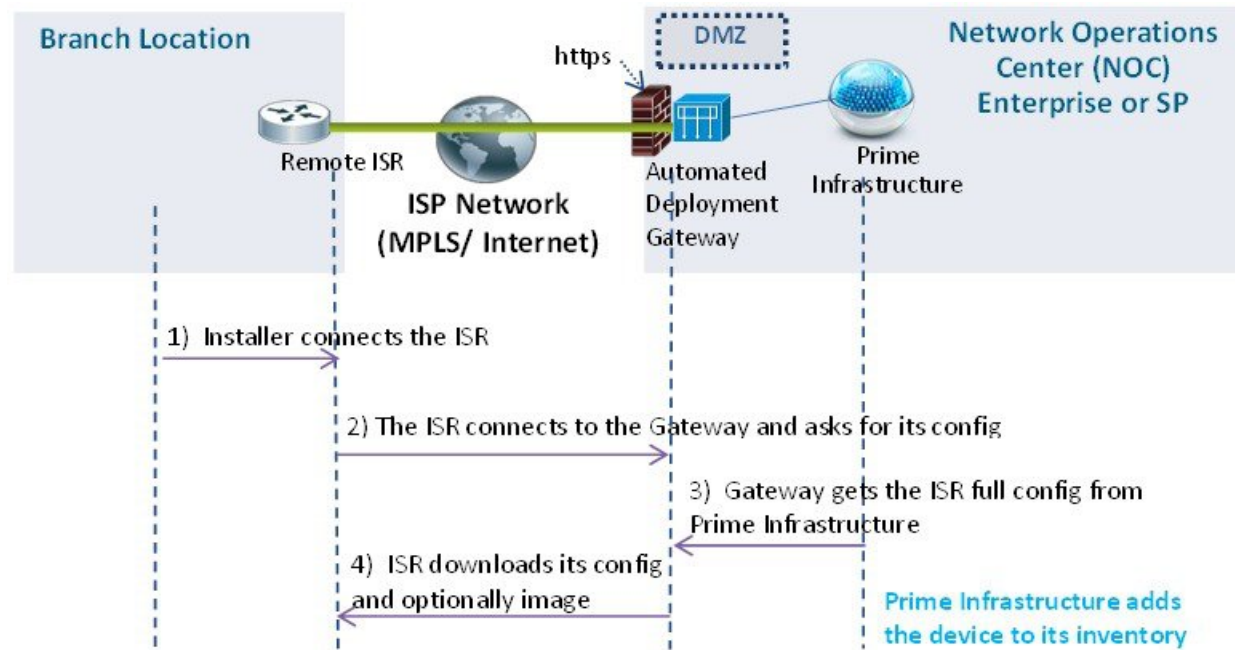 Branch Location
https
DMZ
Network Operations
Center (NOC)
Enterprise or SP
Remote ISR
ISP Network
(MPLS/ Internet)
Automated
Deployment
Gateway
Prime
Infrastructure
1) Installer connects the ISR
2) The ISR connects to the Gateway and asks for its config
3) Gateway gets the ISR full config from
Prime Infrastructure
4) ISR downloads its config
and optionally image
Prime Infrastructure adds
the device to its inventory